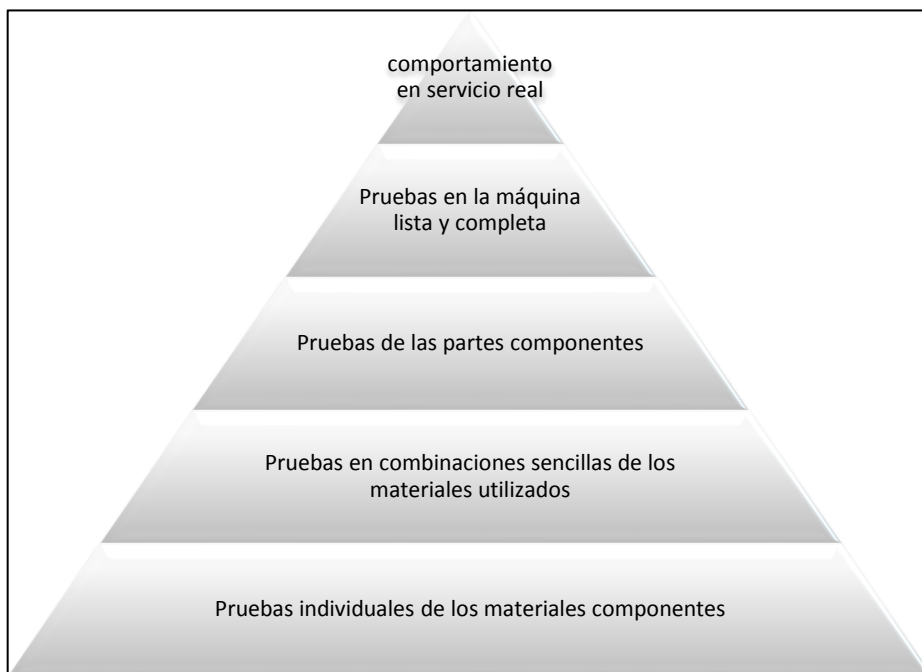 comportamiento
en servicio real
Pruebas en la máquina
lista y completa
Pruebas de las partes componentes
Pruebas en combinaciones sencillas de los
materiales utilizados
Pruebas individuales de los materiales componentes